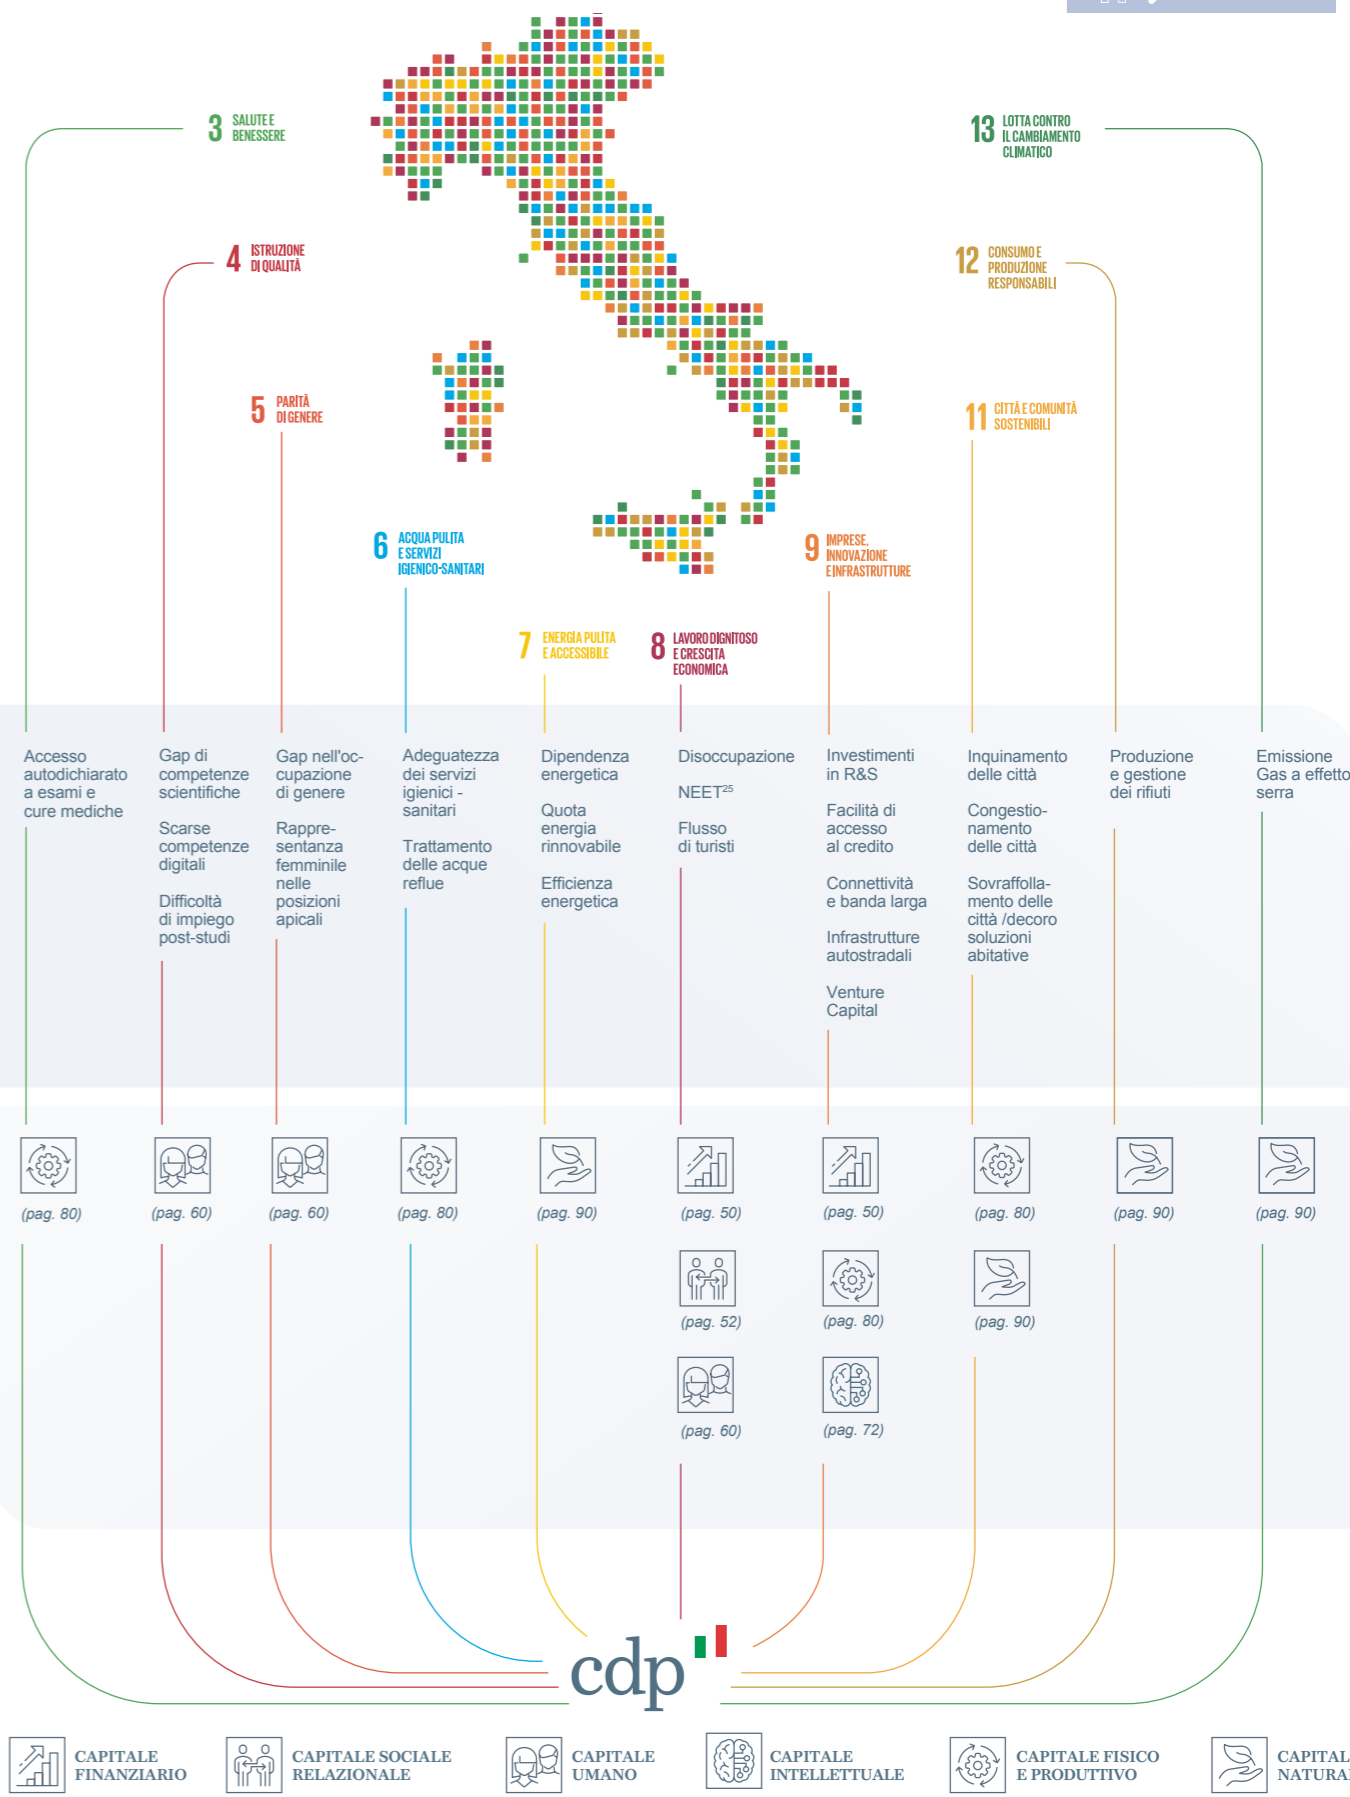 3 SALUTE E
BENESSERE
13 LOTTA CONTRO
IL CAMBIAMENTO
CLIMATICO
4 ISTRUZIONE
DI QUALITÀ
12 CONSUMO E
PRODUZIONE
RESPONSABILI
5 PARITÀ
DI GENERE
11 CITTÀ E COMUNITÀ
SOSTENIBILI
6 ACQUA PULITA
E SERVIZI
IGIENICO-SANITARI
9 IMPRESE,
INNOVAZIONE
E INFRASTRUTTURE
7 ENERGIA PULITA
E ACCESSIBILE
8 LAVORO DIGNITOSO
E CRESCITA
ECONOMICA
Accesso
autodichiarato
a esami e
cure mediche
Gap di
competenze
scientifiche
Scarse
competenze
digitali
Difficoltà
di impiego
post-studi
Gap nell'oc-
cupazione
di genere
Rappre-
sentanza
femminile
nelle
posizioni
apicali
Adeguatezza
dei servizi
igienici -
sanitari
Trattamento
delle acque
reflue
Dipendenza
energetica
Quota
energia
rinnovabile
Efficienza
energetica
Disoccupazione
NEET25
Flusso
di turisti
Investimenti
in R&S
Facilità di
accesso
al credito
Connettività
e banda larga
Infrastrutture
autostradali
Venture
Capital
Inquinamento
delle città
Congestio-
namento
delle città
Sovraffolla-
mento delle
città /decoro
soluzioni
abitative
Produzione
e gestione
dei rifiuti
Emissione
Gas a effetto
serra
(pag. 80)
(pag. 60)
(pag. 60)
(pag. 80)
(pag. 90)
(pag. 50)
(pag. 50)
(pag. 80)
(pag. 90)
(pag. 90)
(pag. 52)
(pag. 80)
(pag. 90)
(pag. 60)
(pag. 72)
cdp
CAPITALE
FINANZIARIO
CAPITALE SOCIALE
RELAZIONALE
CAPITALE
UMANO
CAPITALE
INTELLETTUALE
CAPITALE FISICO
E PRODUTTIVO
CAPITAL
NATURA